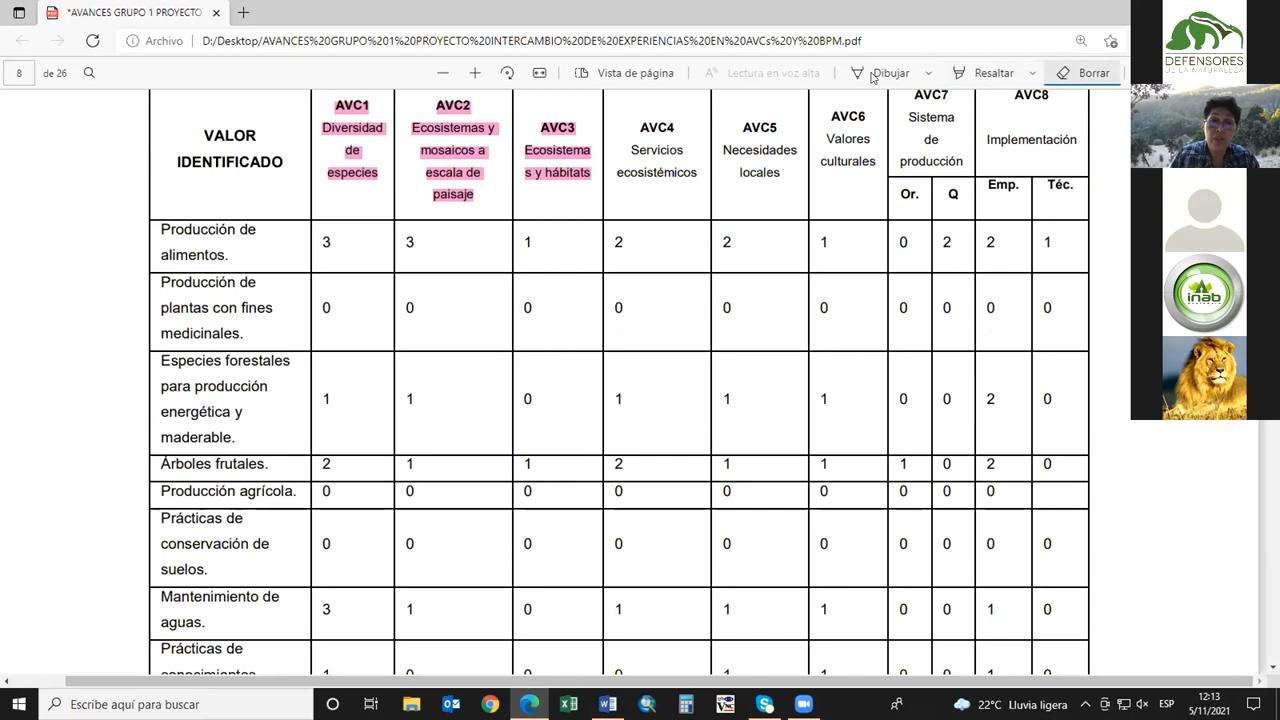 *AVANCES GRUPO 1 PROYECTO
Archivo
D:/Desktop/AVANCES%20GRUPO%201%20PROYECTO%20INTERCAMBIO%20DE%20EXPERIENCIAS%20EN%20AVCs%20Y%20BPM.pdf
8 de 26
Vista de página
Lectura en voz alta
Dibujar
Resaltar
Borrar
VALOR IDENTIFICADO
AVC1 Diversidad de especies
AVC2 Ecosistemas y mosaicos a escala de paisaje
AVC3 Ecosistemas y hábitats
AVC4 Servicios ecosistémicos
AVC5 Necesidades locales
AVC6 Valores culturales
AVC7 Sistema de producción
AVC8 Implementación
Or. Q Emp. Téc.
Producción de alimentos. 3 3 1 2 2 1 0 2 2 1
Producción de plantas con fines medicinales. 0 0 0 0 0 0 0 0 0 0
Especies forestales para producción energética y maderable. 1 1 0 1 1 1 0 0 2 0
Árboles frutales. 2 1 1 2 1 1 1 0 2 0
Producción agrícola. 0 0 0 0 0 0 0 0 0
Prácticas de conservación de suelos. 0 0 0 0 0 0 0 0 0 0
Mantenimiento de aguas. 3 1 0 1 1 1 0 0 1 0
Prácticas de
DEFENSORES
DE LA NATURALEZA
inab
Escribe aquí para buscar
22°C Lluvia ligera
ESP
12:13
5/11/2021